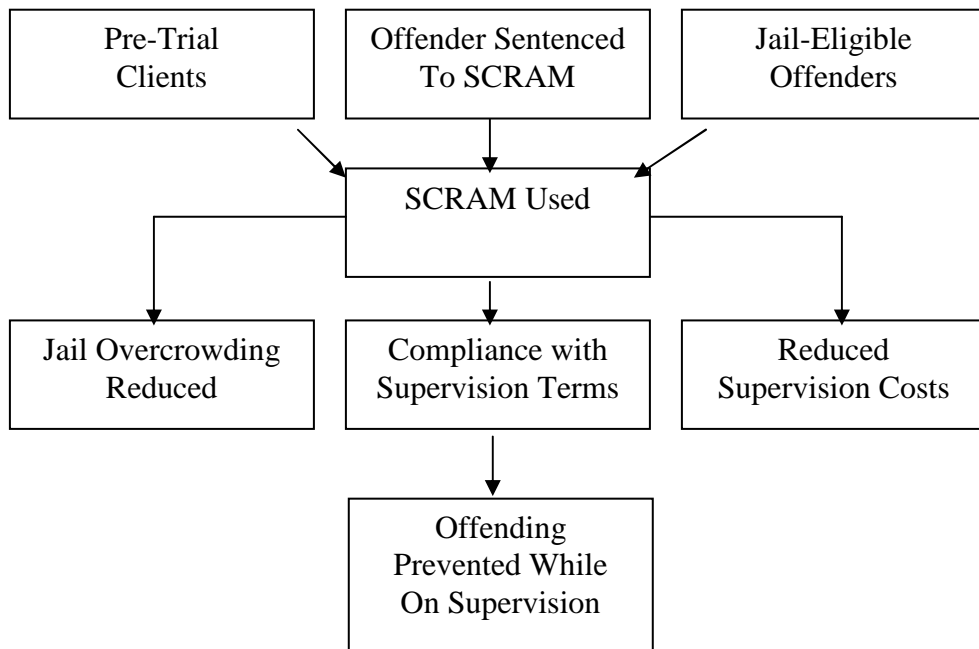 Pre-Trial
Clients
Offender Sentenced
To SCRAM
Jail-Eligible
Offenders
SCRAM Used
Jail Overcrowding
Reduced
Compliance with
Supervision Terms
Reduced
Supervision Costs
Offending
Prevented While
On Supervision